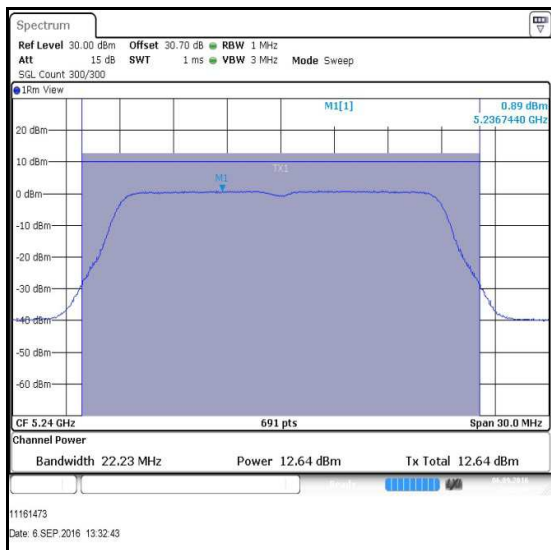 Spectrum
Ref Level 30.00 dBm Offset 30.70 dB RBW 1 MHz
Att 15 dB SWT 1 ms VBW 3 MHz Mode Sweep
SGL Count 300/300
1Rm View
M1[1] 0.89 dBm
5.2367440 GHz
20 dBm
10 dBm
TX1
M1
0 dBm
-10 dBm
-20 dBm
-30 dBm
-40 dBm
-50 dBm
-60 dBm
CF 5.24 GHz 691 pts Span 30.0 MHz
Channel Power
Bandwidth 22.23 MHz Power 12.64 dBm Tx Total 12.64 dBm
11161473
Date: 6.SEP.2016 13:32:43